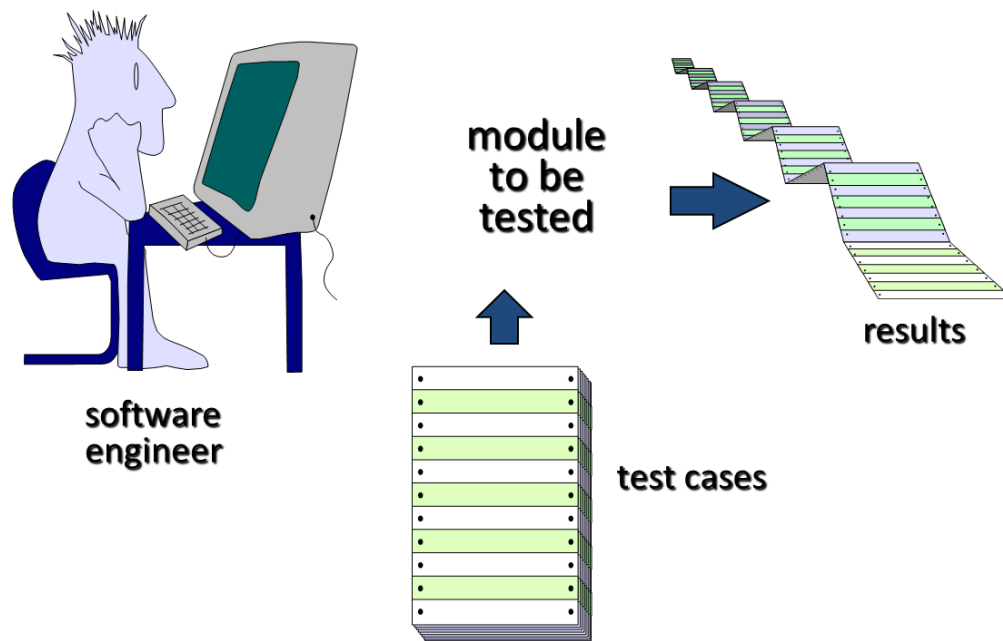 module
to be
tested
results
software
engineer
test cases